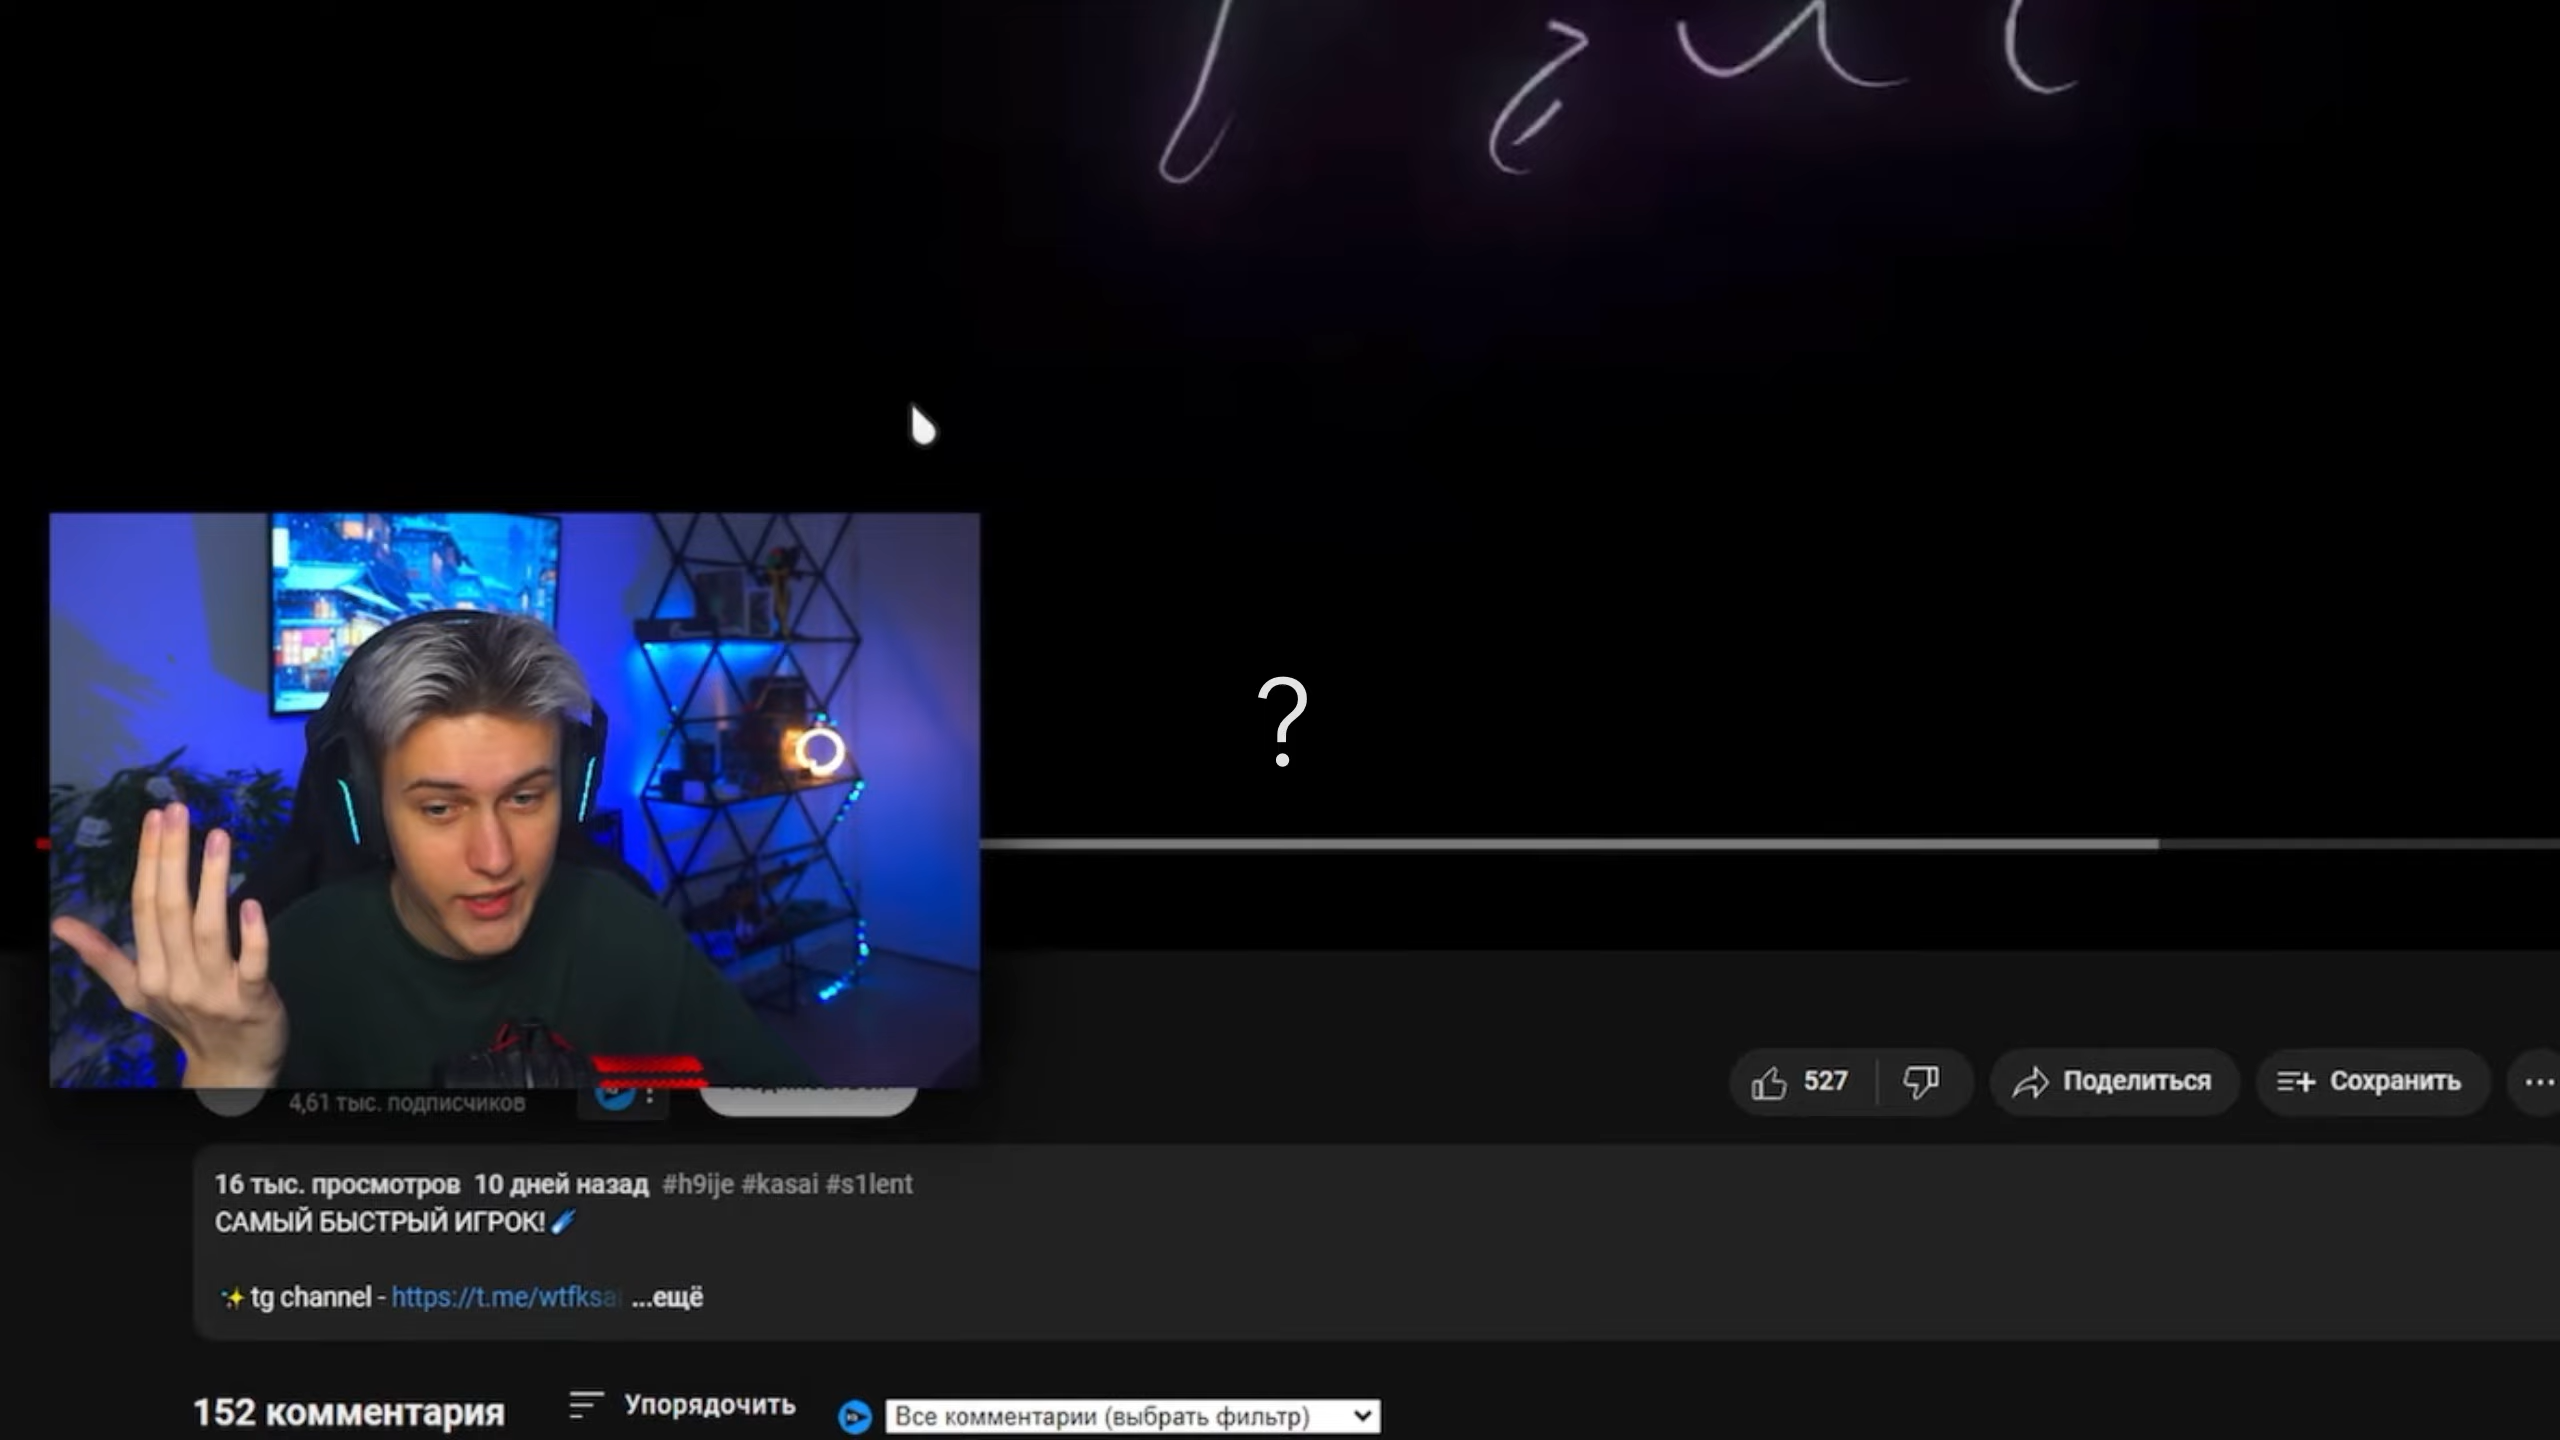 ?
527
Поделиться
Сохранить
4,61 тыс. подписчиков
16 тыс. просмотров 10 дней назад #h9ije #kasai #s1lent
САМЫЙ БЫСТРЫЙ ИГРОК!
tg channel - https://t.me/wtfksai ...ещё
152 комментария
Упорядочить
Все комментарии (выбрать фильтр)